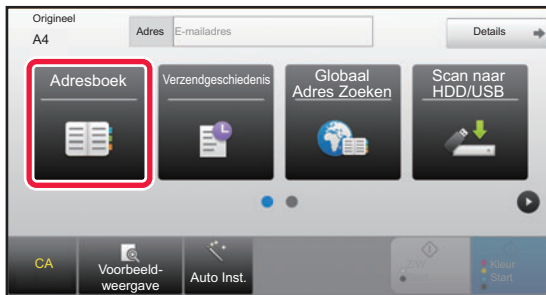 Origineel
A4
Adres
E-mailadres
Details
Adresboek
Verzendgeschiedenis
Globaal
Adres Zoeken
Scan naar
HDD/USB
CA
Voorbeeld-
weergave
Auto Inst.
Z/W
Start
Kleur
Start